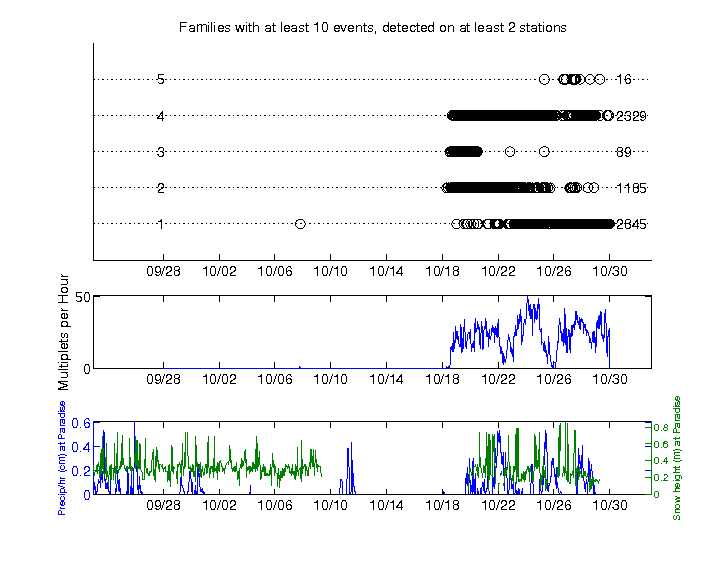 Families with at least 10 events, detected on at least 2 stations
5 16
4 2329
3 89
2 1185
1 2645
09/28 10/02 10/06 10/10 10/14 10/18 10/22 10/26 10/30
Multiplets per Hour
50
0
09/28 10/02 10/06 10/10 10/14 10/18 10/22 10/26 10/30
Precip/hr (cm) at Paradise
0.6
0.4
0.2
0
0.8
0.6
0.4
0.2
0
Snow height (m) at Paradise
09/28 10/02 10/06 10/10 10/14 10/18 10/22 10/26 10/30